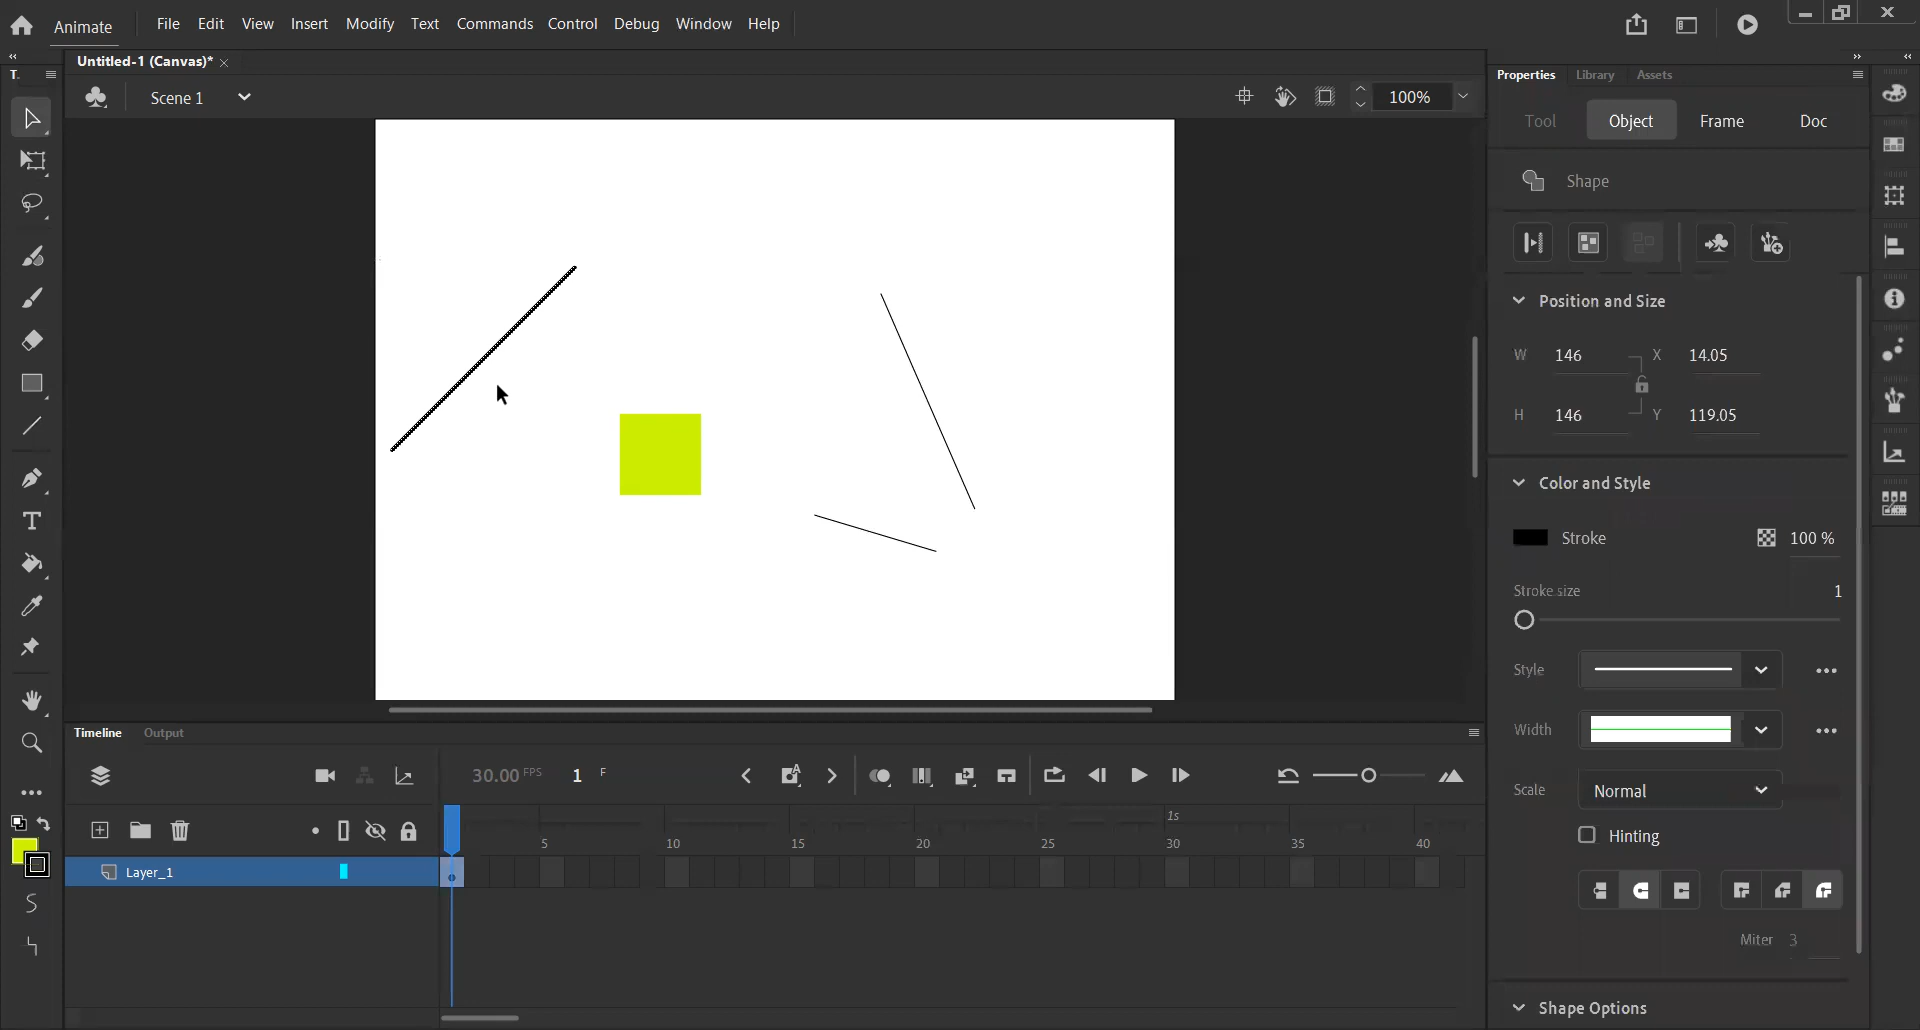 Animate File Edit View Insert Modify Text Commands Control Debug Window Help
Untitled-1 (Canvas)*
T.
Properties Library Assets
Scene 1
100%
Tool Object Frame Doc
Shape
Position and Size
W 146 X 14.05
H 146 Y 119.05
Color and Style
Stroke 100 %
Stroke size 1
Style
Width
Scale Normal
Hinting
Miter 3
Shape Options
Timeline Output
30.00 FPS 1 F
1s
5 10 15 20 25 30 35 40
Layer_1